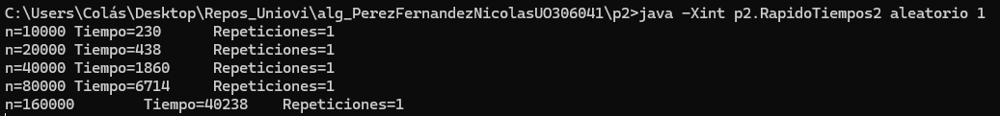 C:\Users\Colás\Desktop\Repos_Uniovi\alg_PerezFernandezNicolasUO306041\p2>java -Xint p2.RapidoTiempos2 aleatorio 1
n=10000 Tiempo=230 Repeticiones=1
n=20000 Tiempo=438 Repeticiones=1
n=40000 Tiempo=1860 Repeticiones=1
n=80000 Tiempo=6714 Repeticiones=1
n=160000 Tiempo=40238 Repeticiones=1